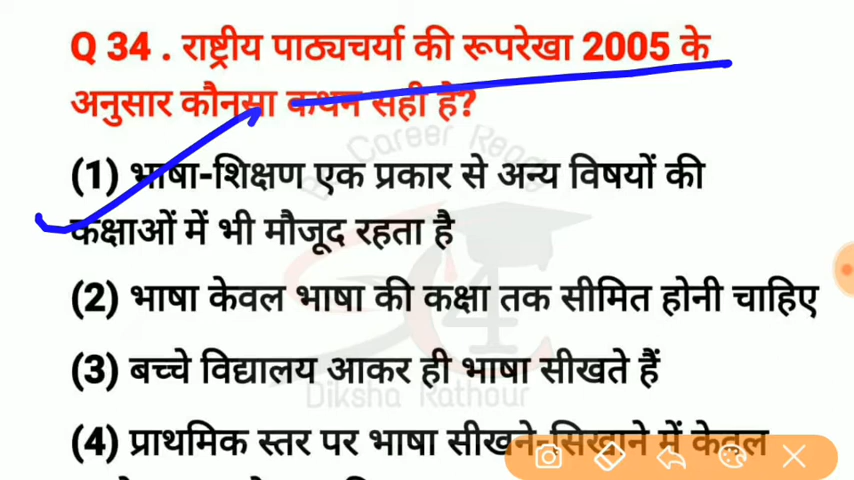 Q 34 . राष्ट्रीय पाठ्यचर्या की रूपरेखा 2005 के
अनुसार कौनसा कथन सही है?
(1) भाषा-शिक्षण एक प्रकार से अन्य विषयों की
कक्षाओं में भी मौजूद रहता है
(2) भाषा केवल भाषा की कक्षा तक सीमित होनी चाहिए
(3) बच्चे विद्यालय आकर ही भाषा सीखते हैं
(4) प्राथमिक स्तर पर भाषा सीखने-सिखाने में केवल
Career Ready
Diksha Rathour